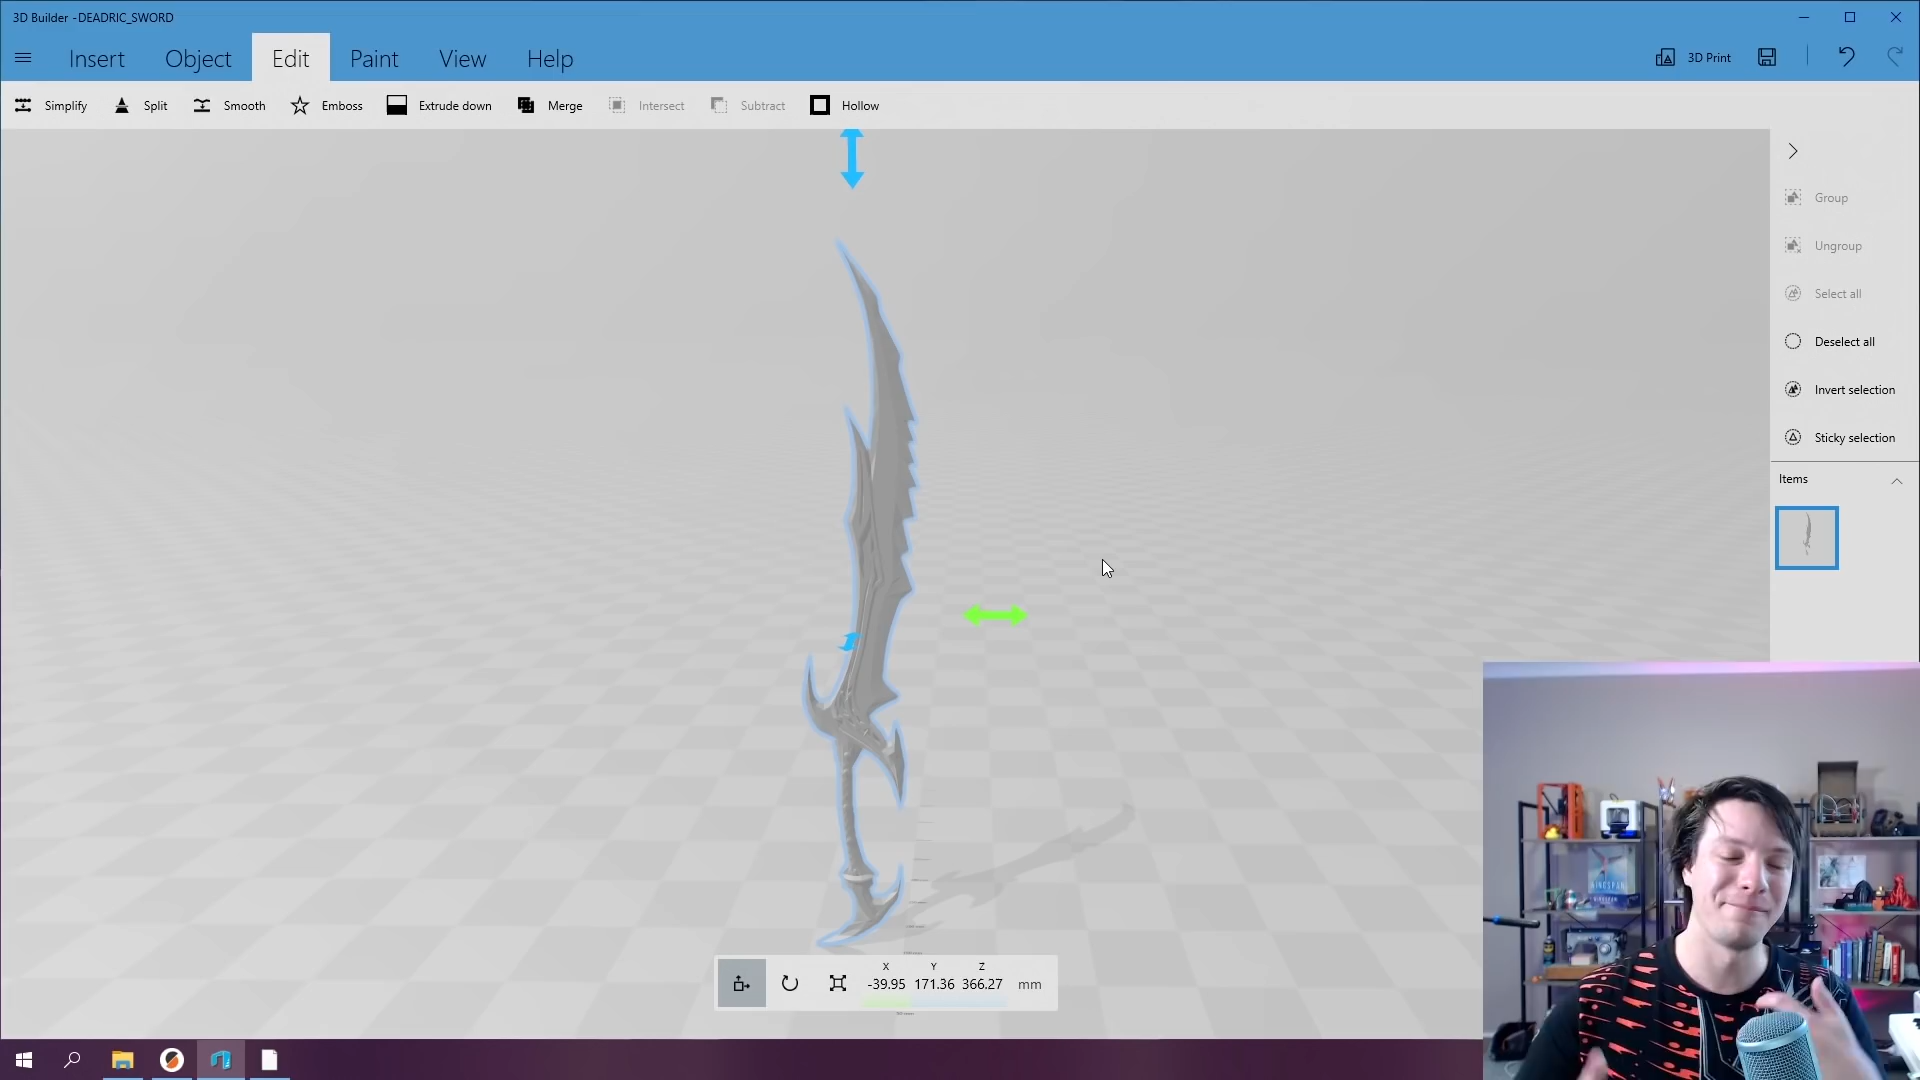 3D Builder -DEADRIC_SWORD
Insert Object Edit Paint View Help
3D Print
Simplify Split Smooth Emboss Extrude down Merge Intersect Subtract Hollow
Group
Ungroup
Select all
Deselect all
Invert selection
Sticky selection
Items
X Y Z
-39.95 171.36 366.27 mm